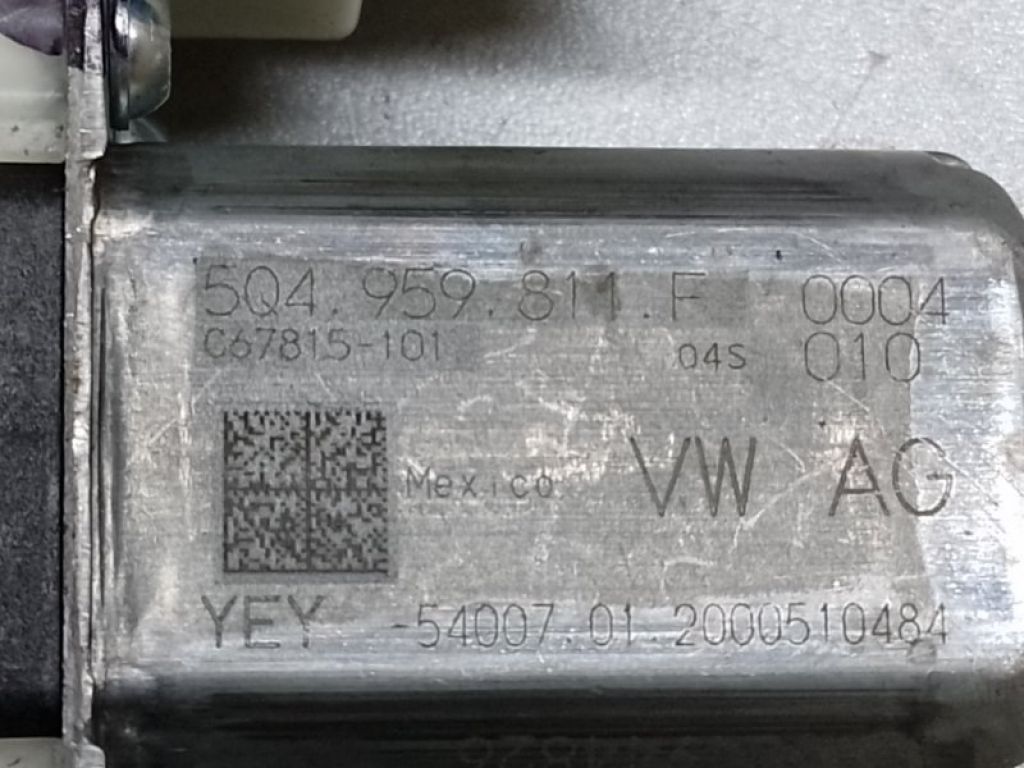 5Q4.959.811.F 0004
C67815-101 04S 010
Mexico VW AG
YEY -54007.01.2000510484